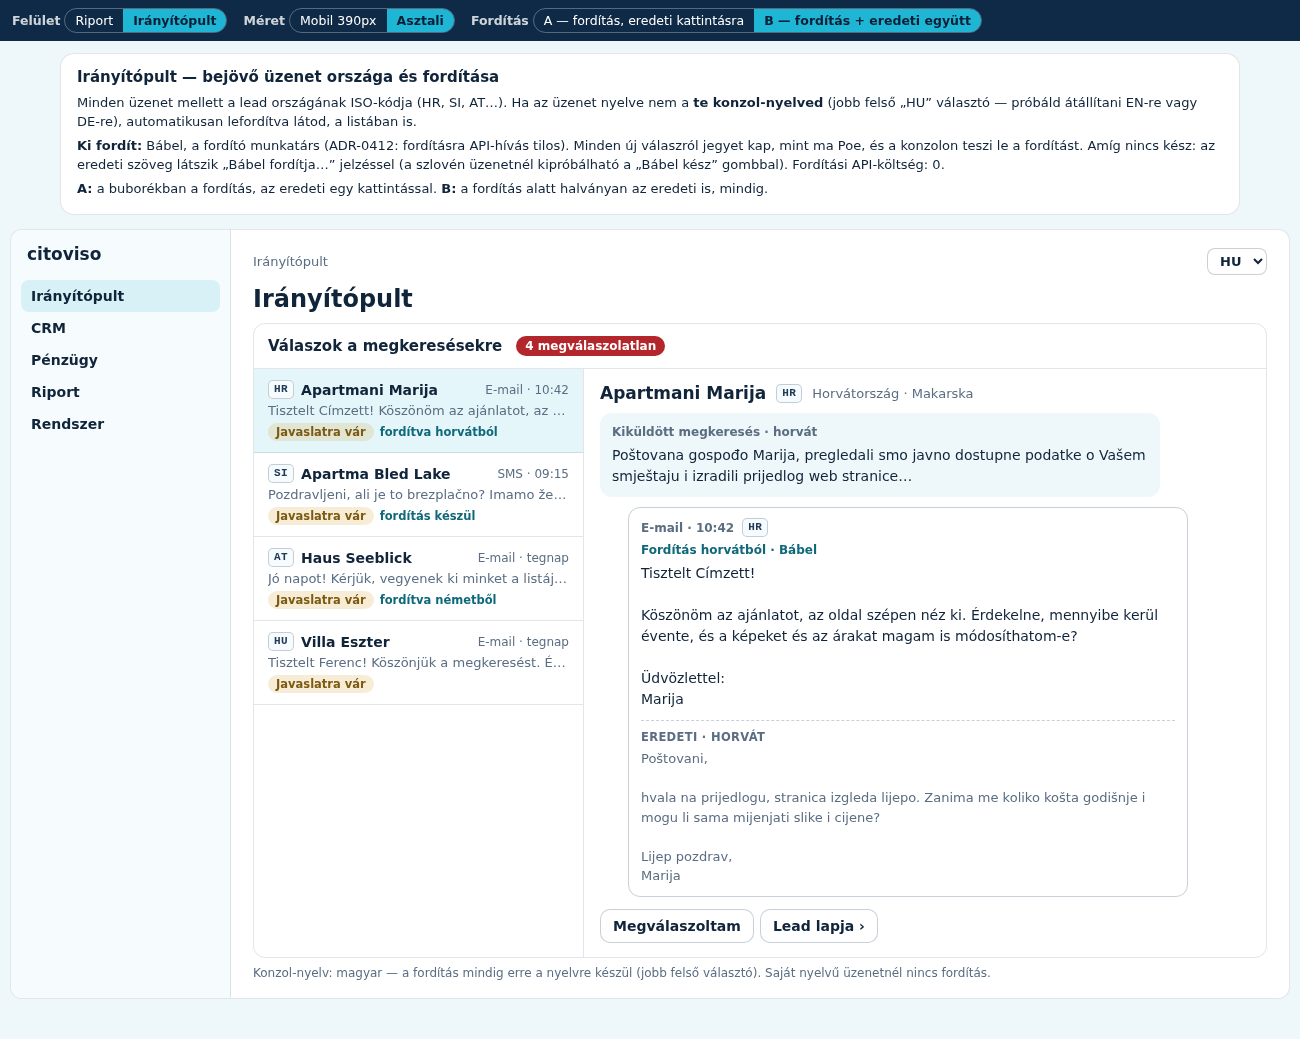 Felület Riport Irányítópult Méret Mobil 390px Asztali Fordítás A — fordítás, eredeti kattintásra B — fordítás + eredeti együtt
Irányítópult — bejövő üzenet országa és fordítása
Minden üzenet mellett a lead országának ISO-kódja (HR, SI, AT…). Ha az üzenet nyelve nem a te konzol-nyelved (jobb felső „HU” választó — próbáld átállítani EN-re vagy
DE-re), automatikusan lefordítva látod, a listában is.
Ki fordít: Bábel, a fordító munkatárs (ADR-0412: fordításra API-hívás tilos). Minden új válaszról jegyet kap, mint ma Poe, és a konzolon teszi le a fordítást. Amíg nincs kész: az
eredeti szöveg látszik „Bábel fordítja…” jelzéssel (a szlovén üzenetnél kipróbálható a „Bábel kész” gombbal). Fordítási API-költség: 0.
A: a buborékban a fordítás, az eredeti egy kattintással. B: a fordítás alatt halványan az eredeti is, mindig.
citoviso
Irányítópult
CRM
Pénzügy
Riport
Rendszer
Irányítópult
HU
Irányítópult
Válaszok a megkeresésekre 4 megválaszolatlan
HR Apartmani Marija E-mail · 10:42
Tisztelt Címzett! Köszönöm az ajánlatot, az …
Javaslatra vár fordítva horvátból
SI Apartma Bled Lake SMS · 09:15
Pozdravljeni, ali je to brezplačno? Imamo že…
Javaslatra vár fordítás készül
AT Haus Seeblick E-mail · tegnap
Jó napot! Kérjük, vegyenek ki minket a listáj…
Javaslatra vár fordítva németből
HU Villa Eszter E-mail · tegnap
Tisztelt Ferenc! Köszönjük a megkeresést. É…
Javaslatra vár
Apartmani Marija HR Horvátország · Makarska
Kiküldött megkeresés · horvát
Poštovana gospođo Marija, pregledali smo javno dostupne podatke o Vašem
smještaju i izradili prijedlog web stranice…
E-mail · 10:42 HR
Fordítás horvátból · Bábel
Tisztelt Címzett!
Köszönöm az ajánlatot, az oldal szépen néz ki. Érdekelne, mennyibe kerül
évente, és a képeket és az árakat magam is módosíthatom-e?
Üdvözlettel:
Marija
EREDETI · HORVÁT
Poštovani,
hvala na prijedlogu, stranica izgleda lijepo. Zanima me koliko košta godišnje i
mogu li sama mijenjati slike i cijene?
Lijep pozdrav,
Marija
Megválaszoltam
Lead lapja ›
Konzol-nyelv: magyar — a fordítás mindig erre a nyelvre készül (jobb felső választó). Saját nyelvű üzenetnél nincs fordítás.